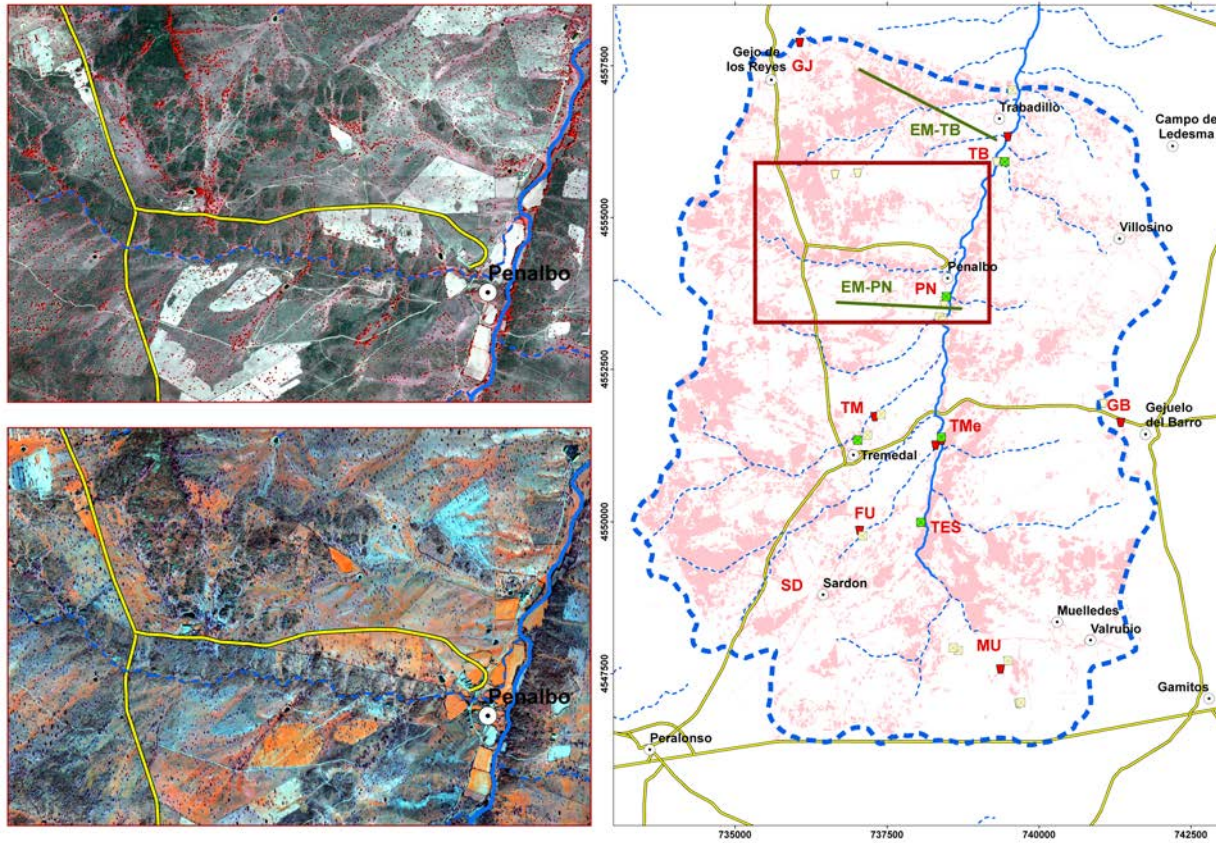 Penalbo
Penalbo
4557500
4555000
4552500
4550000
4547500
Gejo de
los Reyes
GJ
Trabadillo
EM-TB
Campo de
Ledesma
TB
Villosino
Penalbo
EM-PN
PN
TM
TMe
GB
Gejuelo
del Barro
Tremedal
FU
TES
SD
Sardon
Muelledes
Valrubio
MU
Gamitos
Peralonso
735000
737500
740000
742500